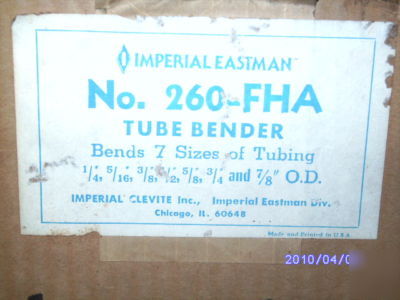 IMPERIAL EASTMAN
No. 260-FHA
TUBE BENDER
Bends 7 Sizes of Tubing
1/4, 5/16, 3/8, 1/2, 5/8, 3/4 and 7/8" O.D.
IMPERIAL CLEVITE Inc., Imperial Eastman Div.
Chicago, IL. 60648
Made and Printed in U.S.A.
2010/04/0